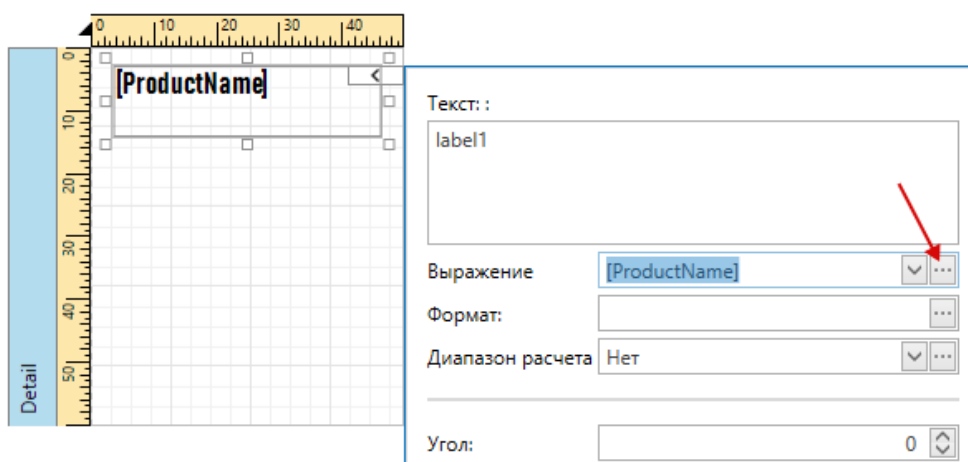 0 10 20 30 40
0
10
20
30
40
50
Detail
[ProductName]
Текст: :
label1
Выражение [ProductName] ...
Формат: ...
Диапазон расчета Нет ...
Угол: 0